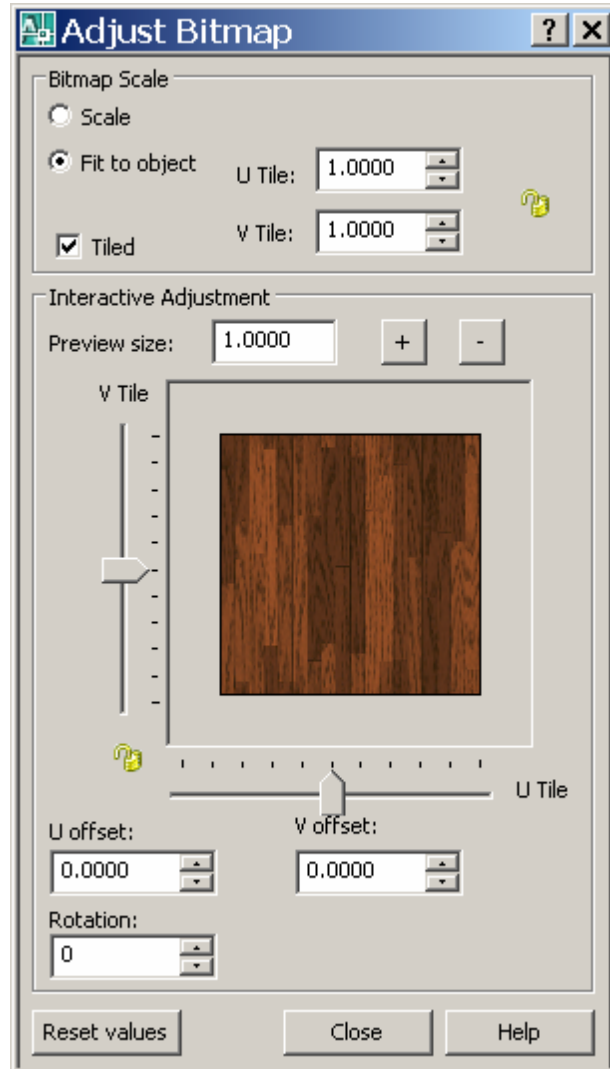 Adjust Bitmap ?
Bitmap Scale
Scale
Fit to object
U Tile: 1.0000
Tiled
V Tile: 1.0000
Interactive Adjustment
Preview size: 1.0000 + -
V Tile
U Tile
U offset: V offset:
0.0000 0.0000
Rotation:
0
Reset values Close Help